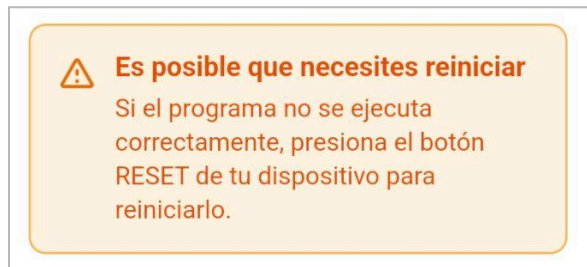 Es posible que necesites reiniciar
Si el programa no se ejecuta
correctamente, presiona el botón
RESET de tu dispositivo para
reiniciarlo.